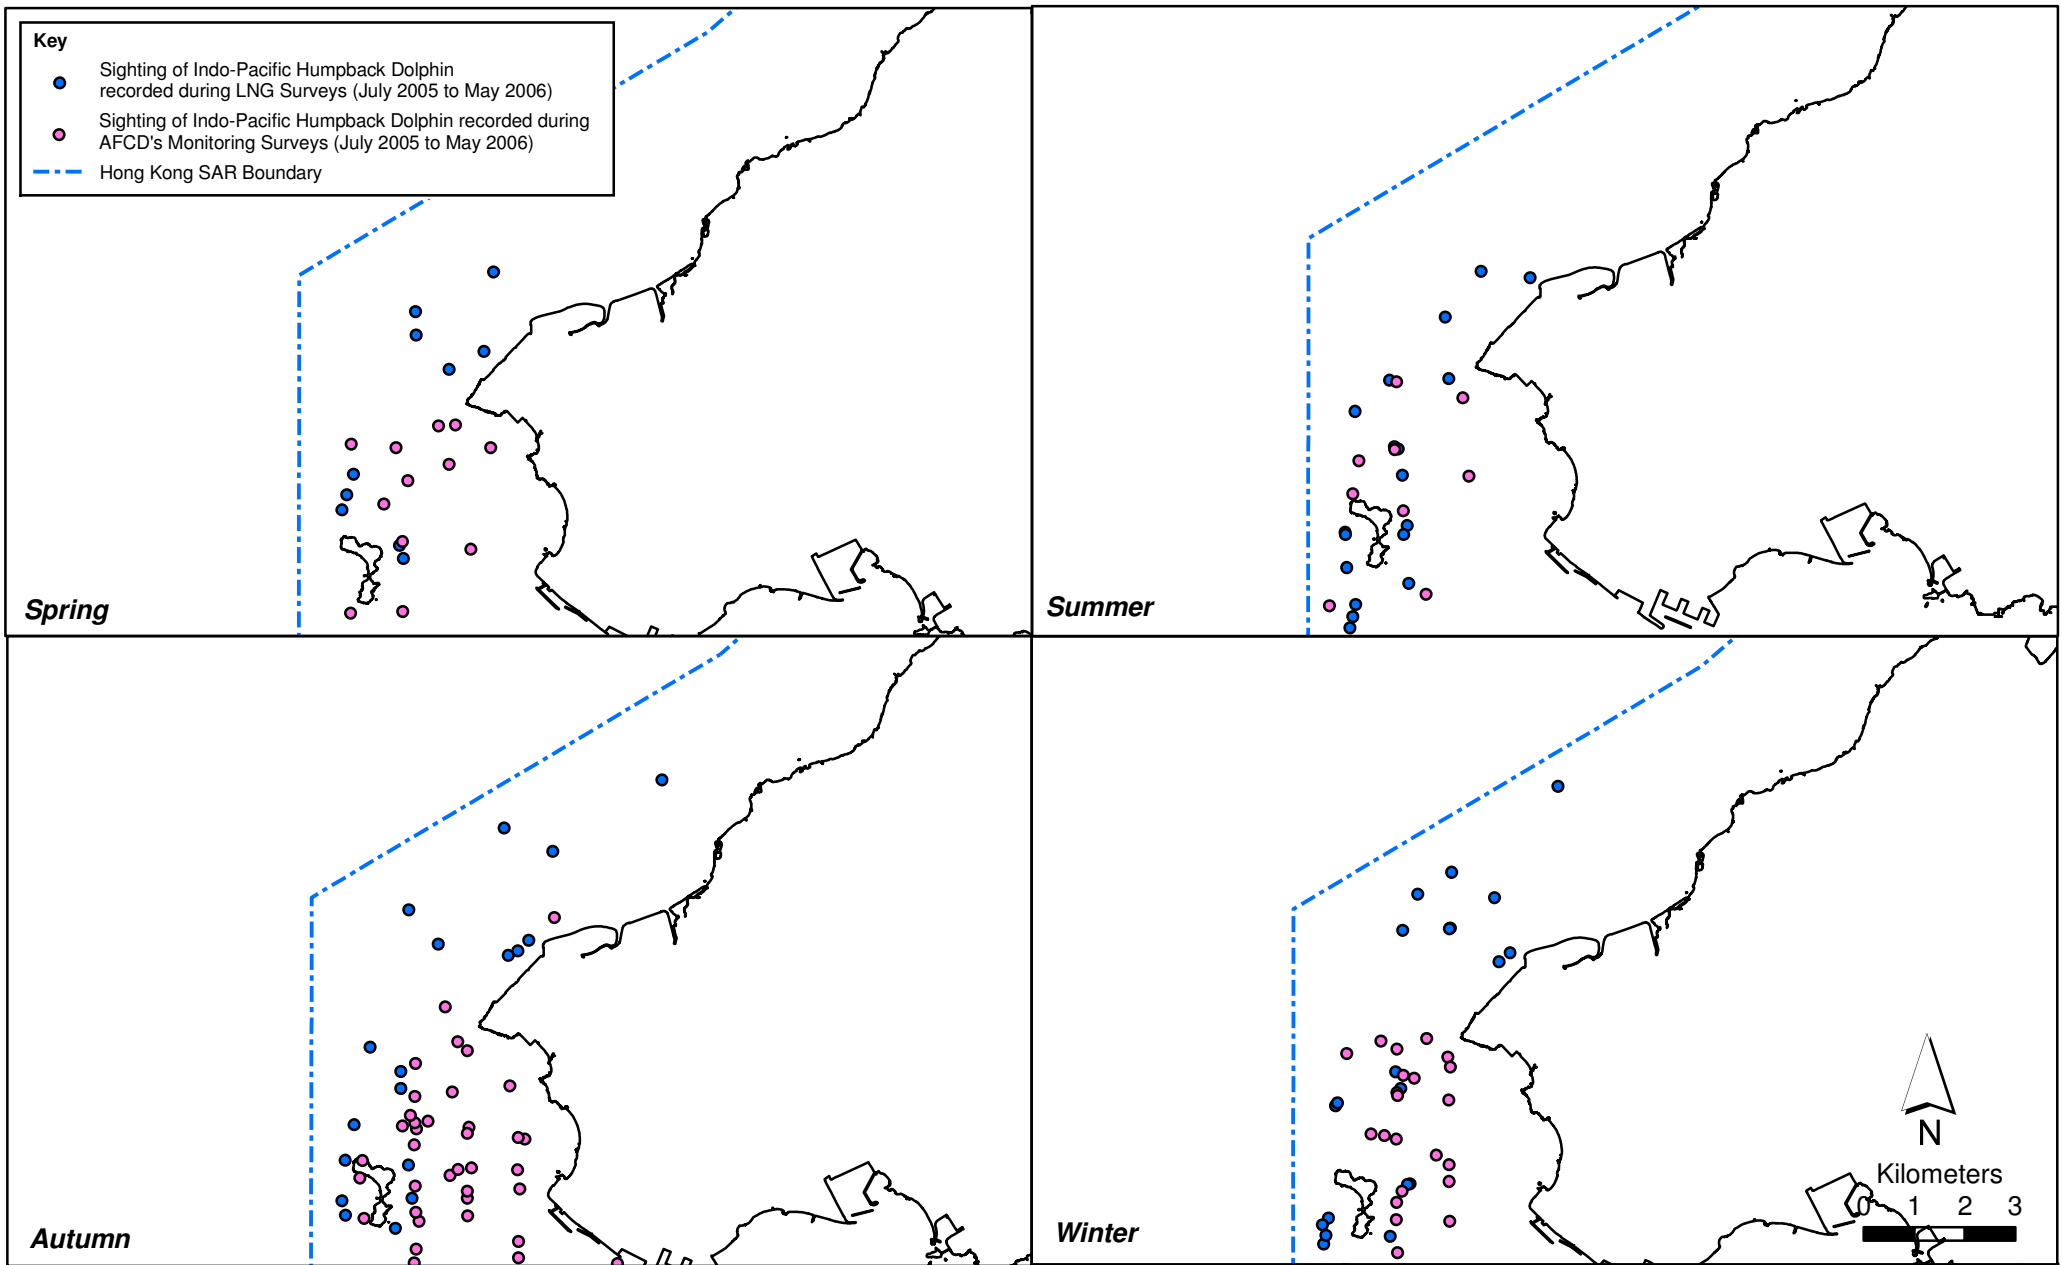 Key
Sighting of Indo-Pacific Humpback Dolphin
recorded during LNG Surveys (July 2005 to May 2006)
Sighting of Indo-Pacific Humpback Dolphin recorded during
AFCD's Monitoring Surveys (July 2005 to May 2006)
Hong Kong SAR Boundary
Spring
Summer
Autumn
Winter
N
Kilometers
0 1 2 3